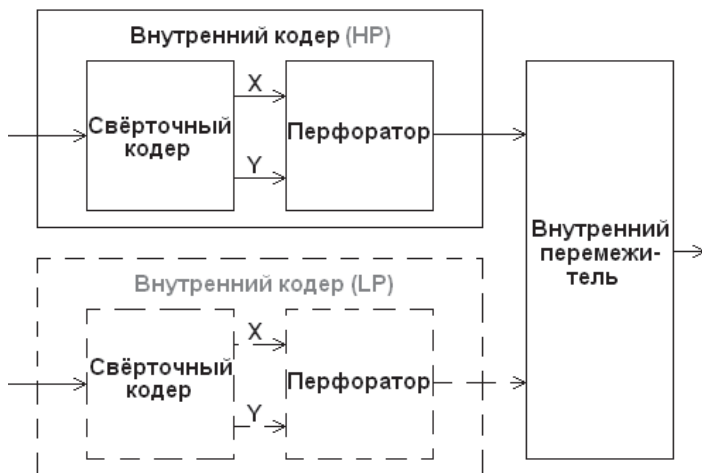 Внутренний кодер (HP)
X
Свёрточный
кодер
Перфоратор
Y
Внутренний
перемежи-
тель
Внутренний кодер (LP)
X
Свёрточный
кодер
Перфоратор
Y